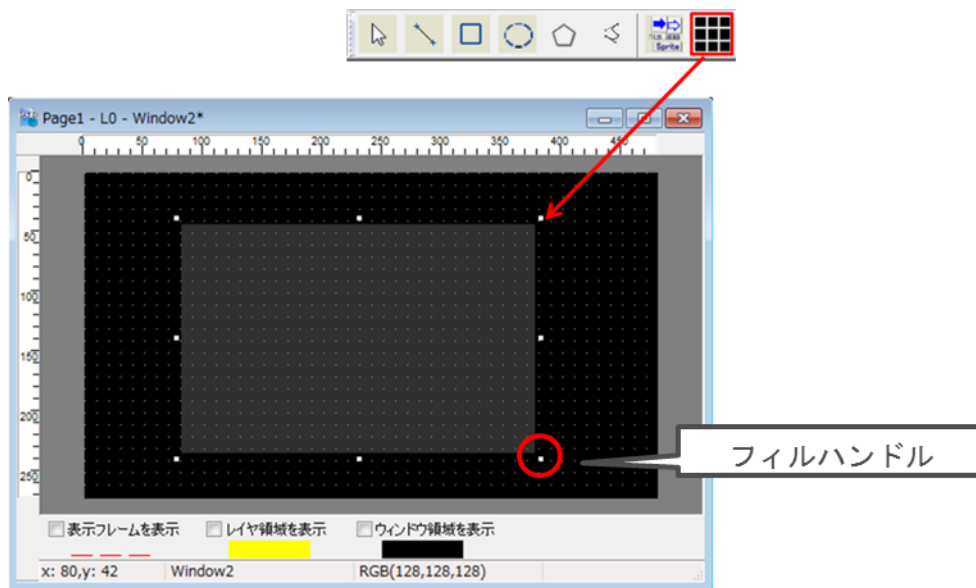 Sprite
Page1 - L0 - Window2*
0 50 100 150 200 250 300 350 400 450
0
50
100
150
200
250
フィルハンドル
表示フレームを表示 レイヤ領域を表示 ウィンドウ領域を表示
x: 80,y: 42 Window2 RGB(128,128,128)